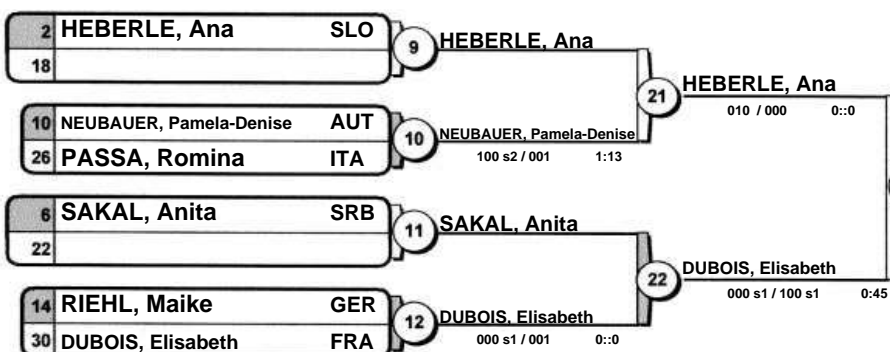 2 HEBERLE, Ana SLO
18
9 HEBERLE, Ana
10 NEUBAUER, Pamela-Denise AUT
26 PASSA, Romina ITA
10 NEUBAUER, Pamela-Denise
100 s2 / 001 1:13
21 HEBERLE, Ana
010 / 000 0::0
6 SAKAL, Anita SRB
22
11 SAKAL, Anita
14 RIEHL, Maike GER
30 DUBOIS, Elisabeth FRA
12 DUBOIS, Elisabeth
000 s1 / 001 0::0
22 DUBOIS, Elisabeth
000 s1 / 100 s1 0:45